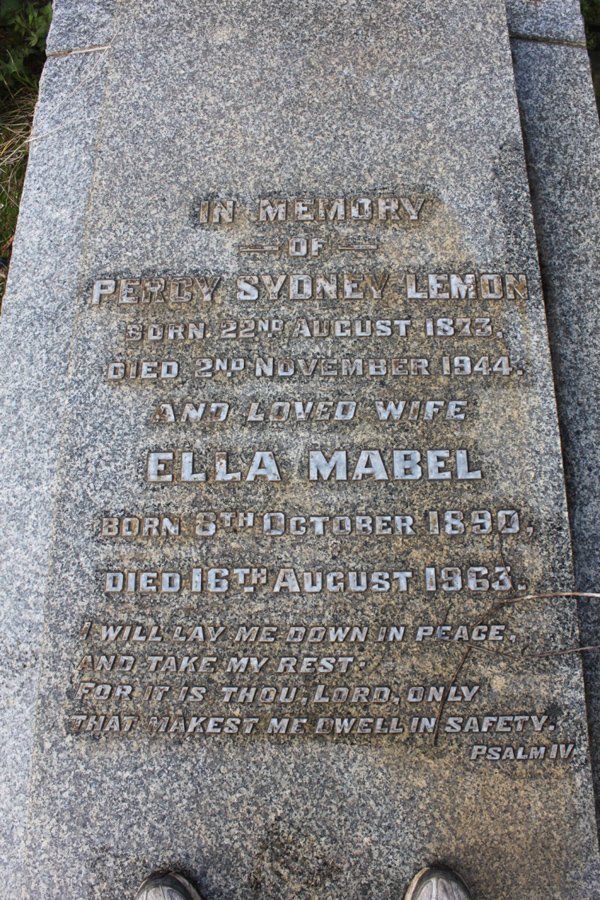 IN MEMORY
— OF —
PERCY SYDNEY LEMON
BORN 22ND AUGUST 1873,
DIED 2ND NOVEMBER 1944.
AND LOVED WIFE
ELLA MABEL
BORN 8TH OCTOBER 1890,
DIED 16TH AUGUST 1963.
I WILL LAY ME DOWN IN PEACE,
AND TAKE MY REST:
FOR IT IS THOU, LORD, ONLY
THAT MAKEST ME DWELL IN SAFETY.
PSALM IV